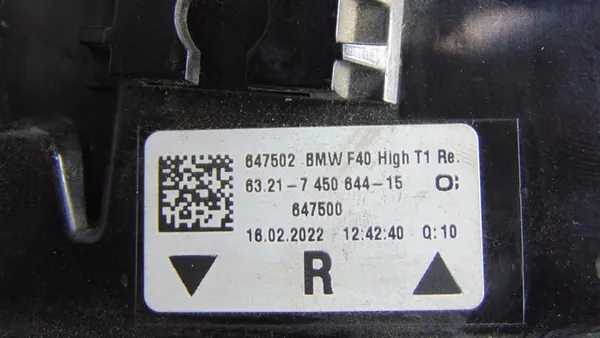 647502 BMW F40 High T1 Re.
63.21-7 450 644-15
647500
16.02.2022 - 12:42:40 Q:10
R